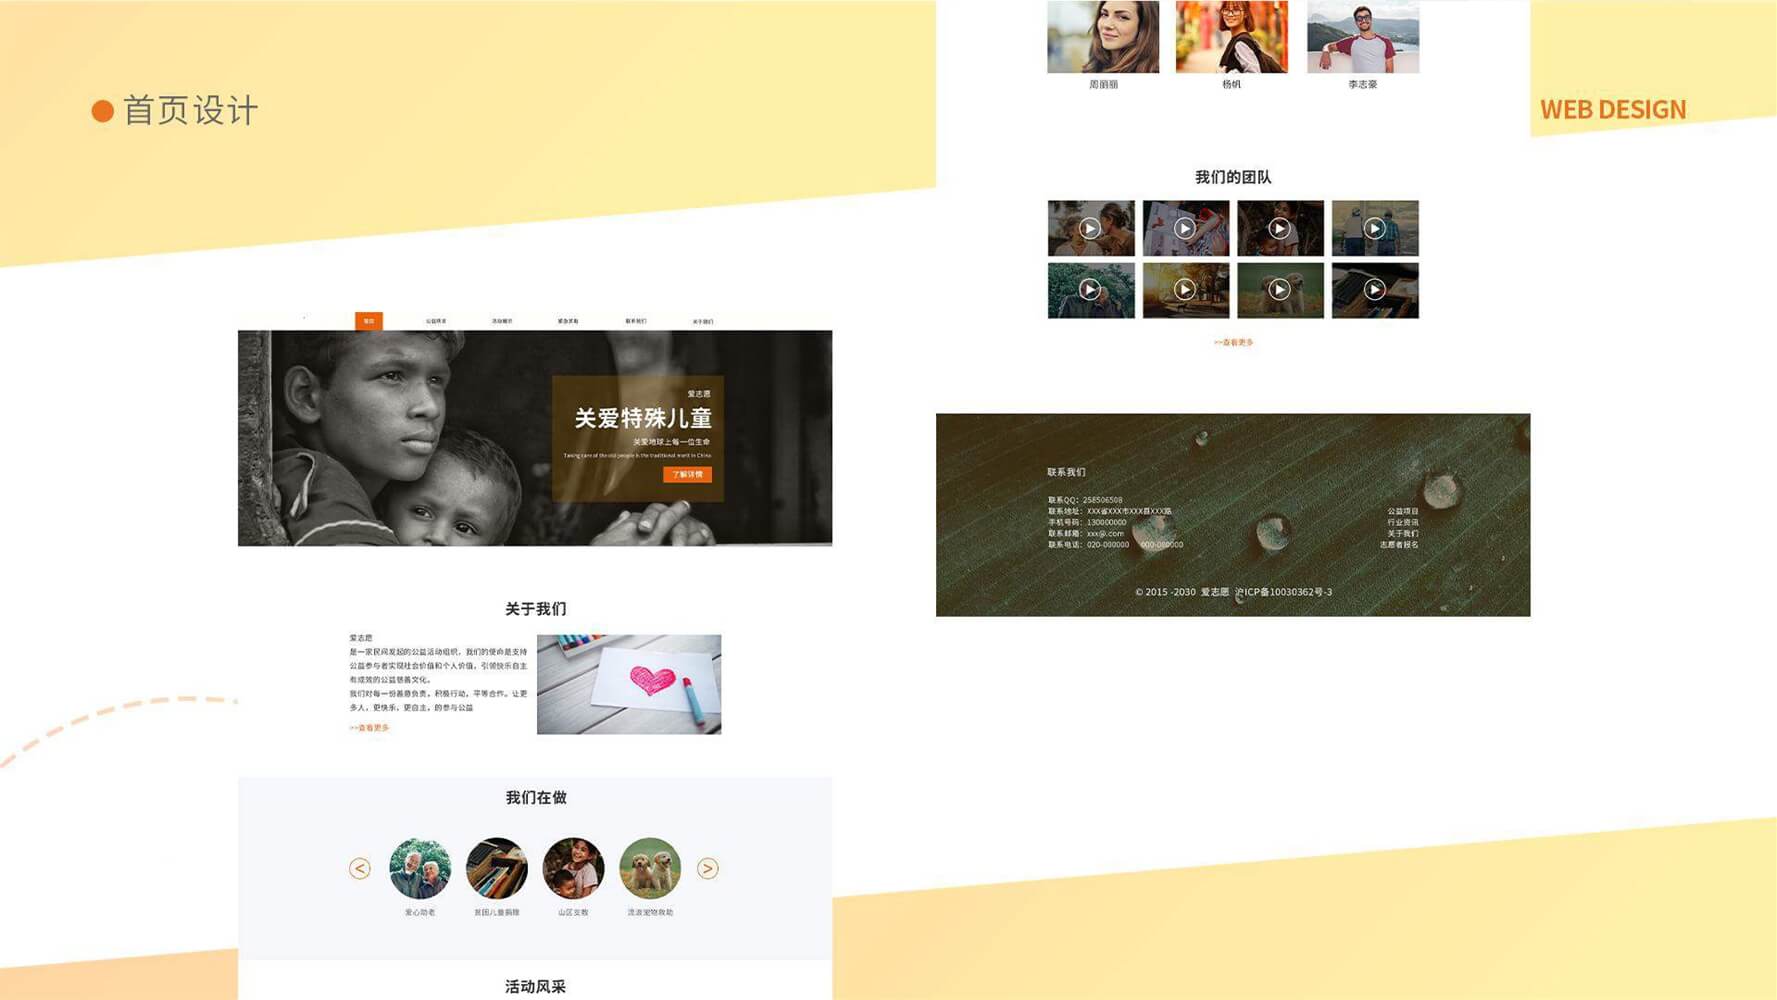 首页设计
WEB DESIGN
首页
公益项目
活动展示
紧急求助
联系我们
关于我们
爱志愿
关爱特殊儿童
关爱地球上每一位生命
Taking care of the old people is the traditional merit in China
了解详情
关于我们
爱志愿
是一家民间发起的公益活动组织，我们的使命是支持
公益参与者实现社会价值和个人价值，引领快乐自主
有成效的公益慈善文化。
我们对每一份善意负责，积极行动，平等合作。让更
多人，更快乐，更自主，的参与公益
>>查看更多
我们在做
<
>
爱心助老
贫困儿童捐赠
山区支教
流浪宠物救助
活动风采
周丽丽
杨帆
李志豪
我们的团队
>>查看更多
联系我们
联系QQ：258506508
联系地址：XXX省XXX市XXX县XXX路
手机号码：130000000
联系邮箱：xxx@.com
联系电话：020-000000 000-000000
公益项目
行业资讯
关于我们
志愿者报名
© 2015 -2030 爱志愿 沪ICP备10030362号-3